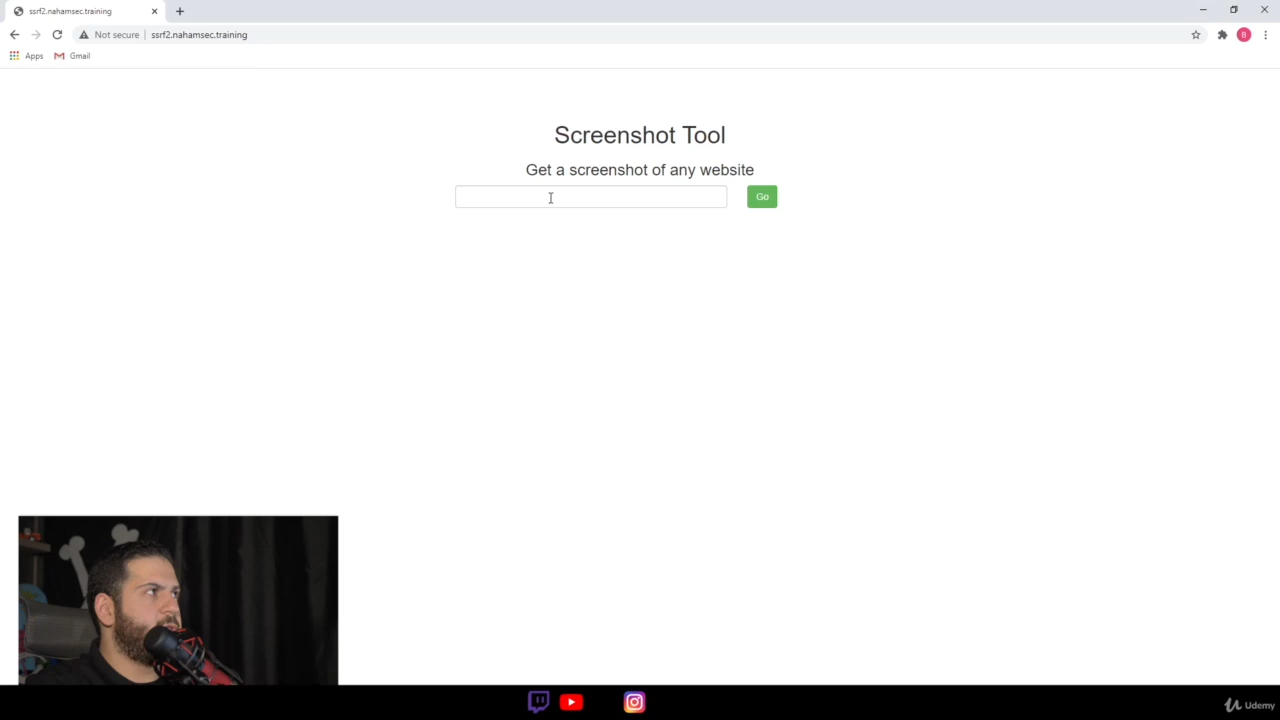 ssrf2.nahamsec.training
Not secure
ssrf2.nahamsec.training
B
Apps
Gmail
Screenshot Tool
Get a screenshot of any website
Go
Udemy